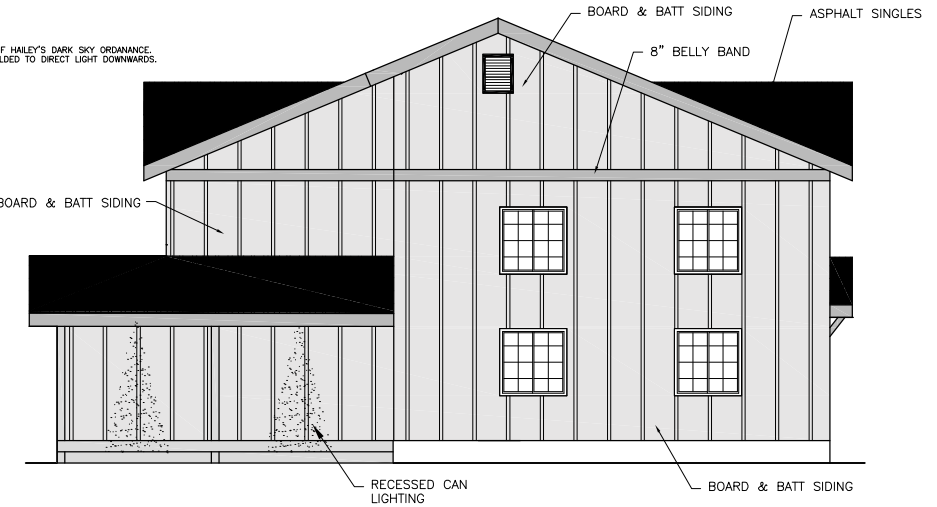 BOARD & BATT SIDING
ASPHALT SINGLES
F HAILEY'S DARK SKY ORDANANCE.
LDED TO DIRECT LIGHT DOWNWARDS.
8" BELLY BAND
BOARD & BATT SIDING
RECESSED CAN
LIGHTING
BOARD & BATT SIDING